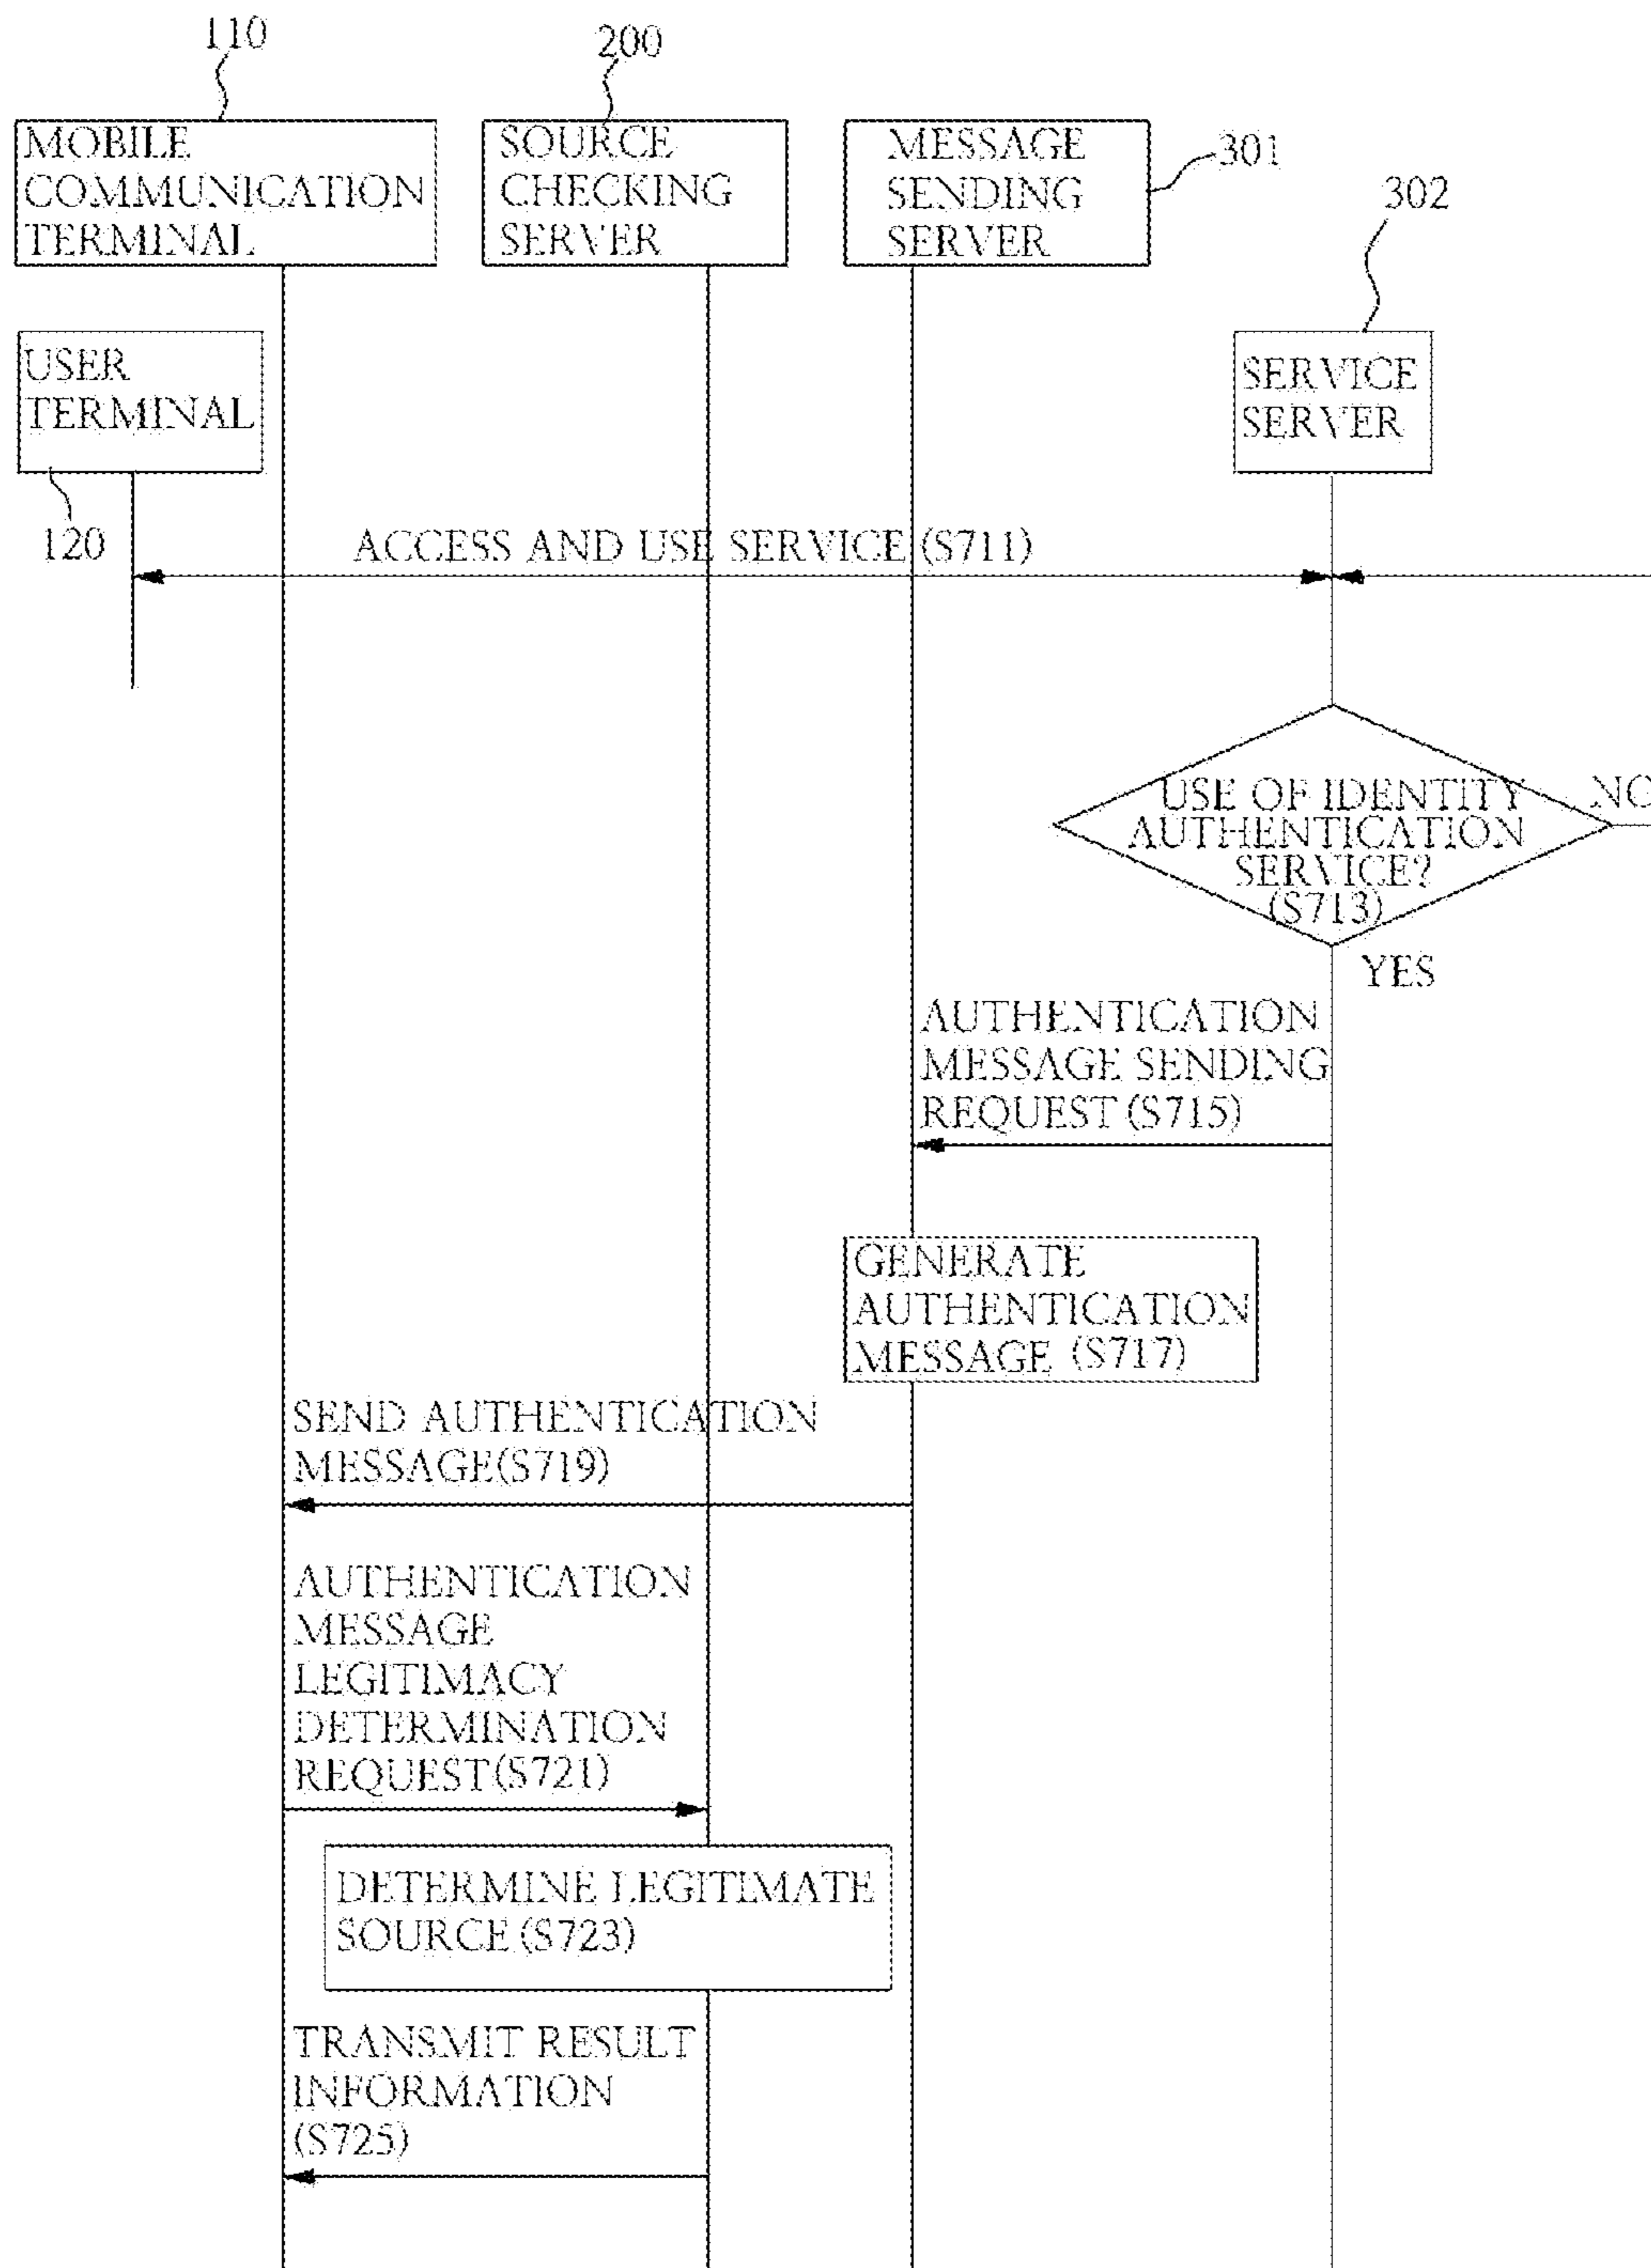 110
200
MOBILE
COMMUNICATION
TERMINAL
SOURCE
CHECKING
SERVER
MESSAGE
SENDING
SERVER
301
302
USER
TERMINAL
120
SERVICE
SERVER
ACCESS AND USE SERVICE (S711)
USE OF IDENTITY
AUTHENTICATION
SERVICE?
(S713)
NO
YES
AUTHENTICATION
MESSAGE SENDING
REQUEST (S715)
GENERATE
AUTHENTICATION
MESSAGE (S717)
SEND AUTHENTICATION
MESSAGE(S719)
AUTHENTICATION
MESSAGE
LEGITIMACY
DETERMINATION
REQUEST(S721)
DETERMINE LEGITIMATE
SOURCE (S723)
TRANSMIT RESULT
INFORMATION
(S725)